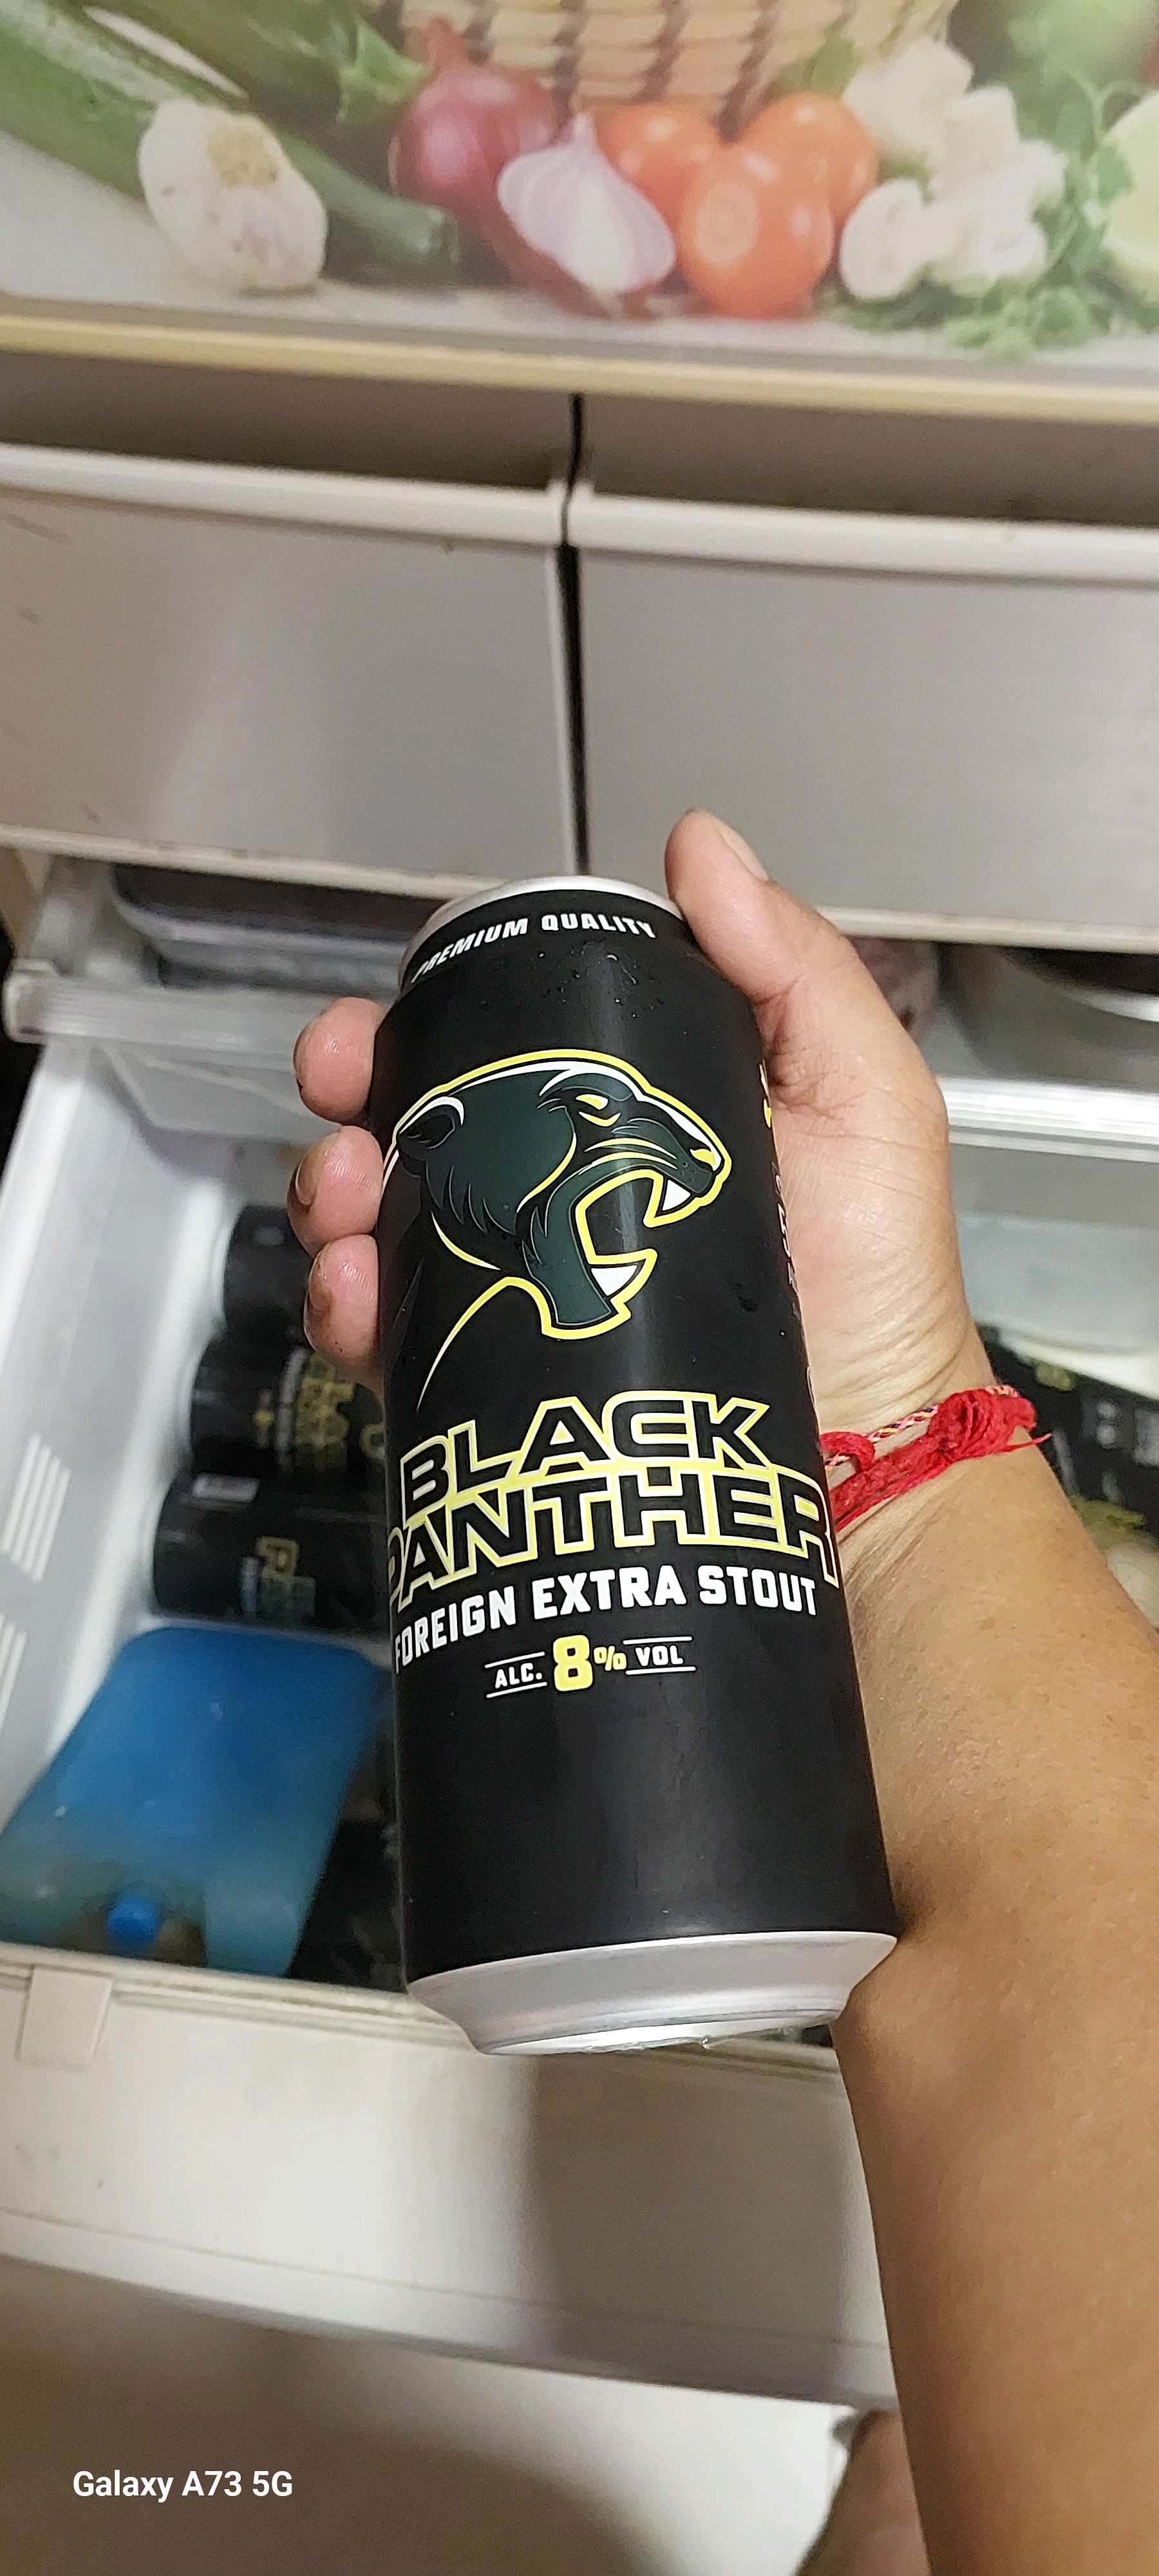 PREMIUM QUALITY
BLACK
PANTHER
FOREIGN EXTRA STOUT
ALC. 8% VOL
Galaxy A73 5G